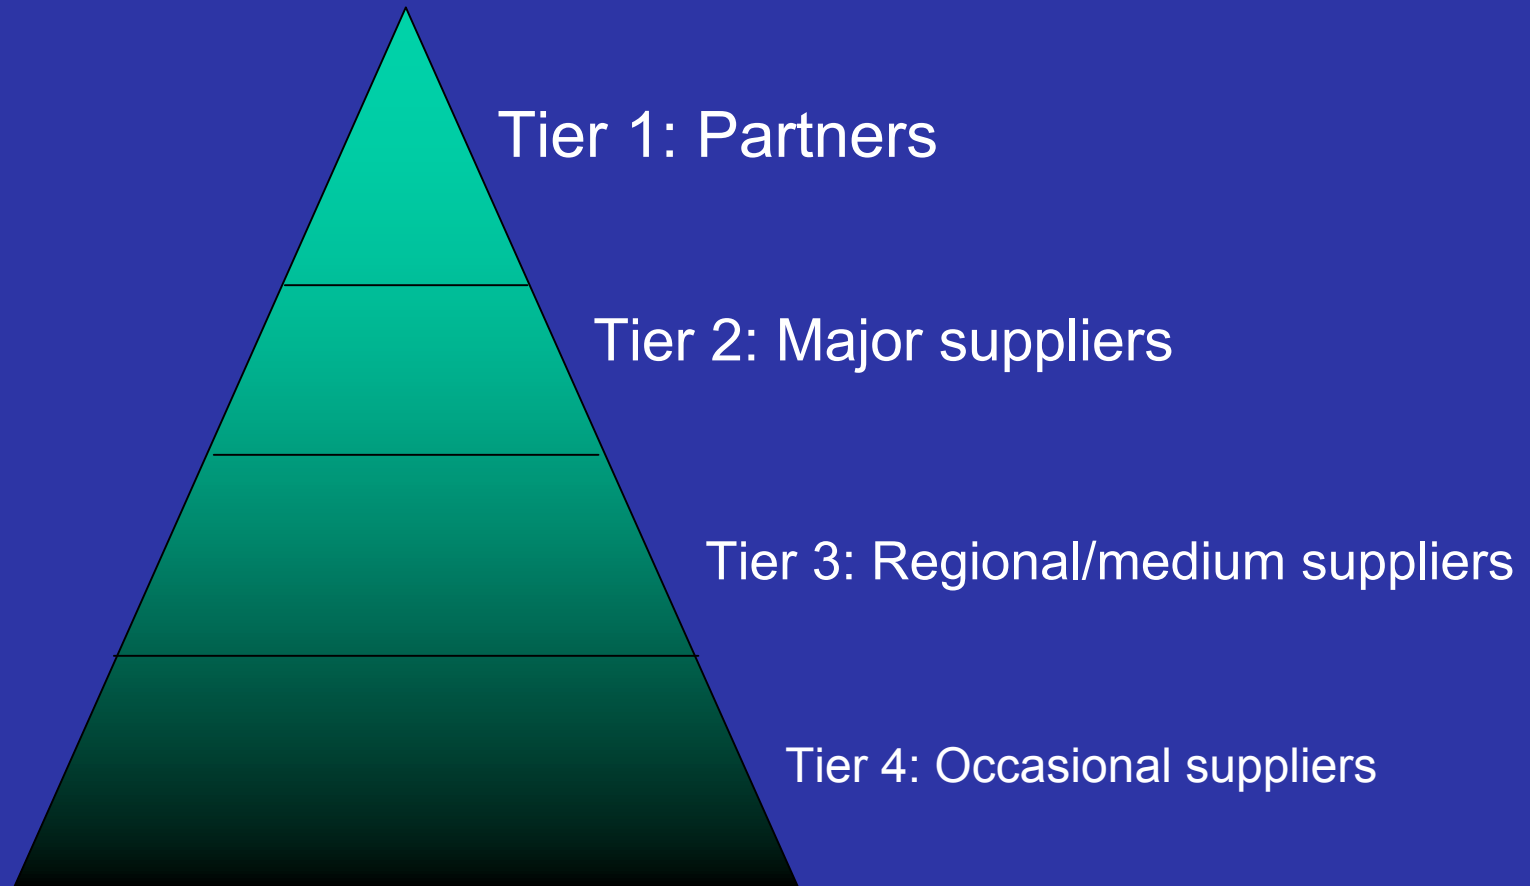 Tier 1: Partners
Tier 2: Major suppliers
Tier 3: Regional/medium suppliers
Tier 4: Occasional suppliers